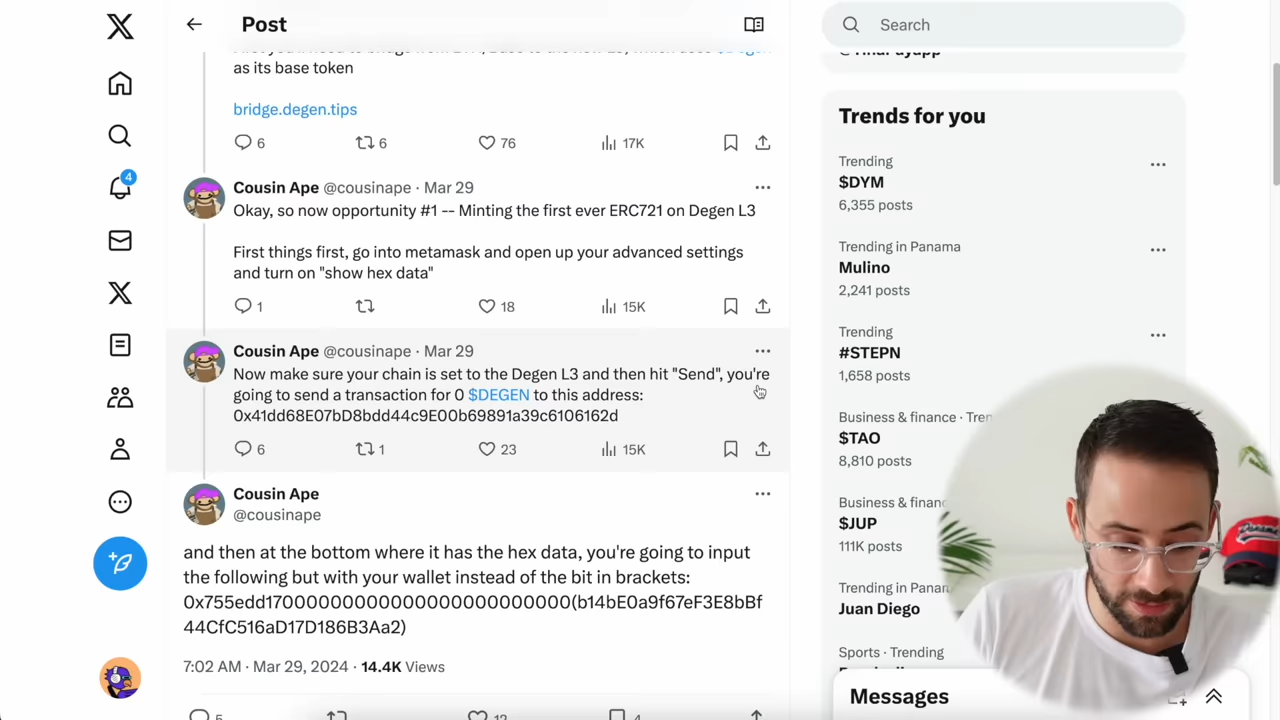 Post
Search
as its base token
bridge.degen.tips
6
6
76
17K
Cousin Ape @cousinape · Mar 29
Okay, so now opportunity #1 -- Minting the first ever ERC721 on Degen L3
First things first, go into metamask and open up your advanced settings
and turn on "show hex data"
1
18
15K
Cousin Ape @cousinape · Mar 29
Now make sure your chain is set to the Degen L3 and then hit "Send", you're
going to send a transaction for 0 $DEGEN to this address:
0x41dd68E07bD8bdd44c9E00b69891a39c6106162d
6
1
23
15K
Cousin Ape
@cousinape
and then at the bottom where it has the hex data, you're going to input
the following but with your wallet instead of the bit in brackets:
0x755edd17000000000000000000000000(b14bE0a9f67eF3E8bBf
44CfC516aD17D186B3Aa2)
7:02 AM · Mar 29, 2024 · 14.4K Views
5
12
4
4
Trends for you
Trending
$DYM
6,355 posts
Trending in Panama
Mulino
2,241 posts
Trending
#STEPN
1,658 posts
Business & finance · Tren
$TAO
8,810 posts
Business & financ
$JUP
111K posts
Trending in Panam
Juan Diego
Sports · Trending
Messages